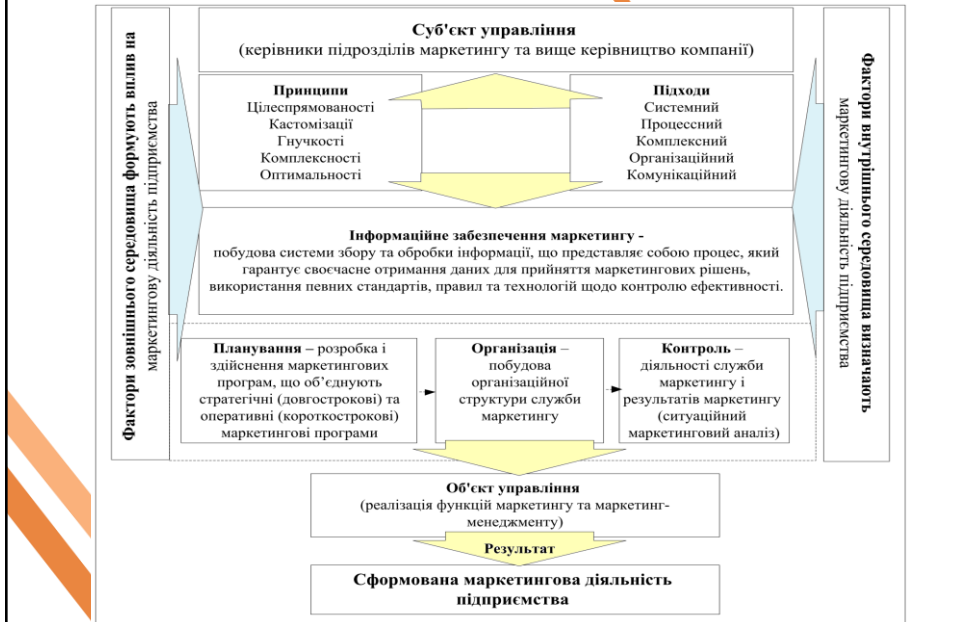 Суб'єкт управління
(керівники підрозділів маркетингу та вище керівництво компанії)
Фактори зовнішнього середовища формують вплив на
маркетингову діяльність підприємства
Принципи
Цілеспрямованості
Кастомізації
Гнучкості
Комплексності
Оптимальності
Підходи
Системний
Процессний
Комплексний
Організаційний
Комунікаційний
Фактори внутрішнього середовища визначають
маркетингову діяльність підприємства
Інформаційне забезпечення маркетингу -
побудова системи збору та обробки інформації, що представляє собою процес, який
гарантує своєчасне отримання даних для прийняття маркетингових рішень,
використання певних стандартів, правил та технологій щодо контролю ефективності.
Планування – розробка і
здійснення маркетингових
програм, що об’єднують
стратегічні (довгострокові) та
оперативні (короткострокові)
маркетингові програми
Організація –
побудова
організаційної
структури служби
маркетингу
Контроль –
діяльності служби
маркетингу і
результатів маркетингу
(ситуаційний
маркетинговий аналіз)
Об'єкт управління
(реалізація функцій маркетингу та маркетинг-
менеджменту)
Результат
Сформована маркетингова діяльність
підприємства